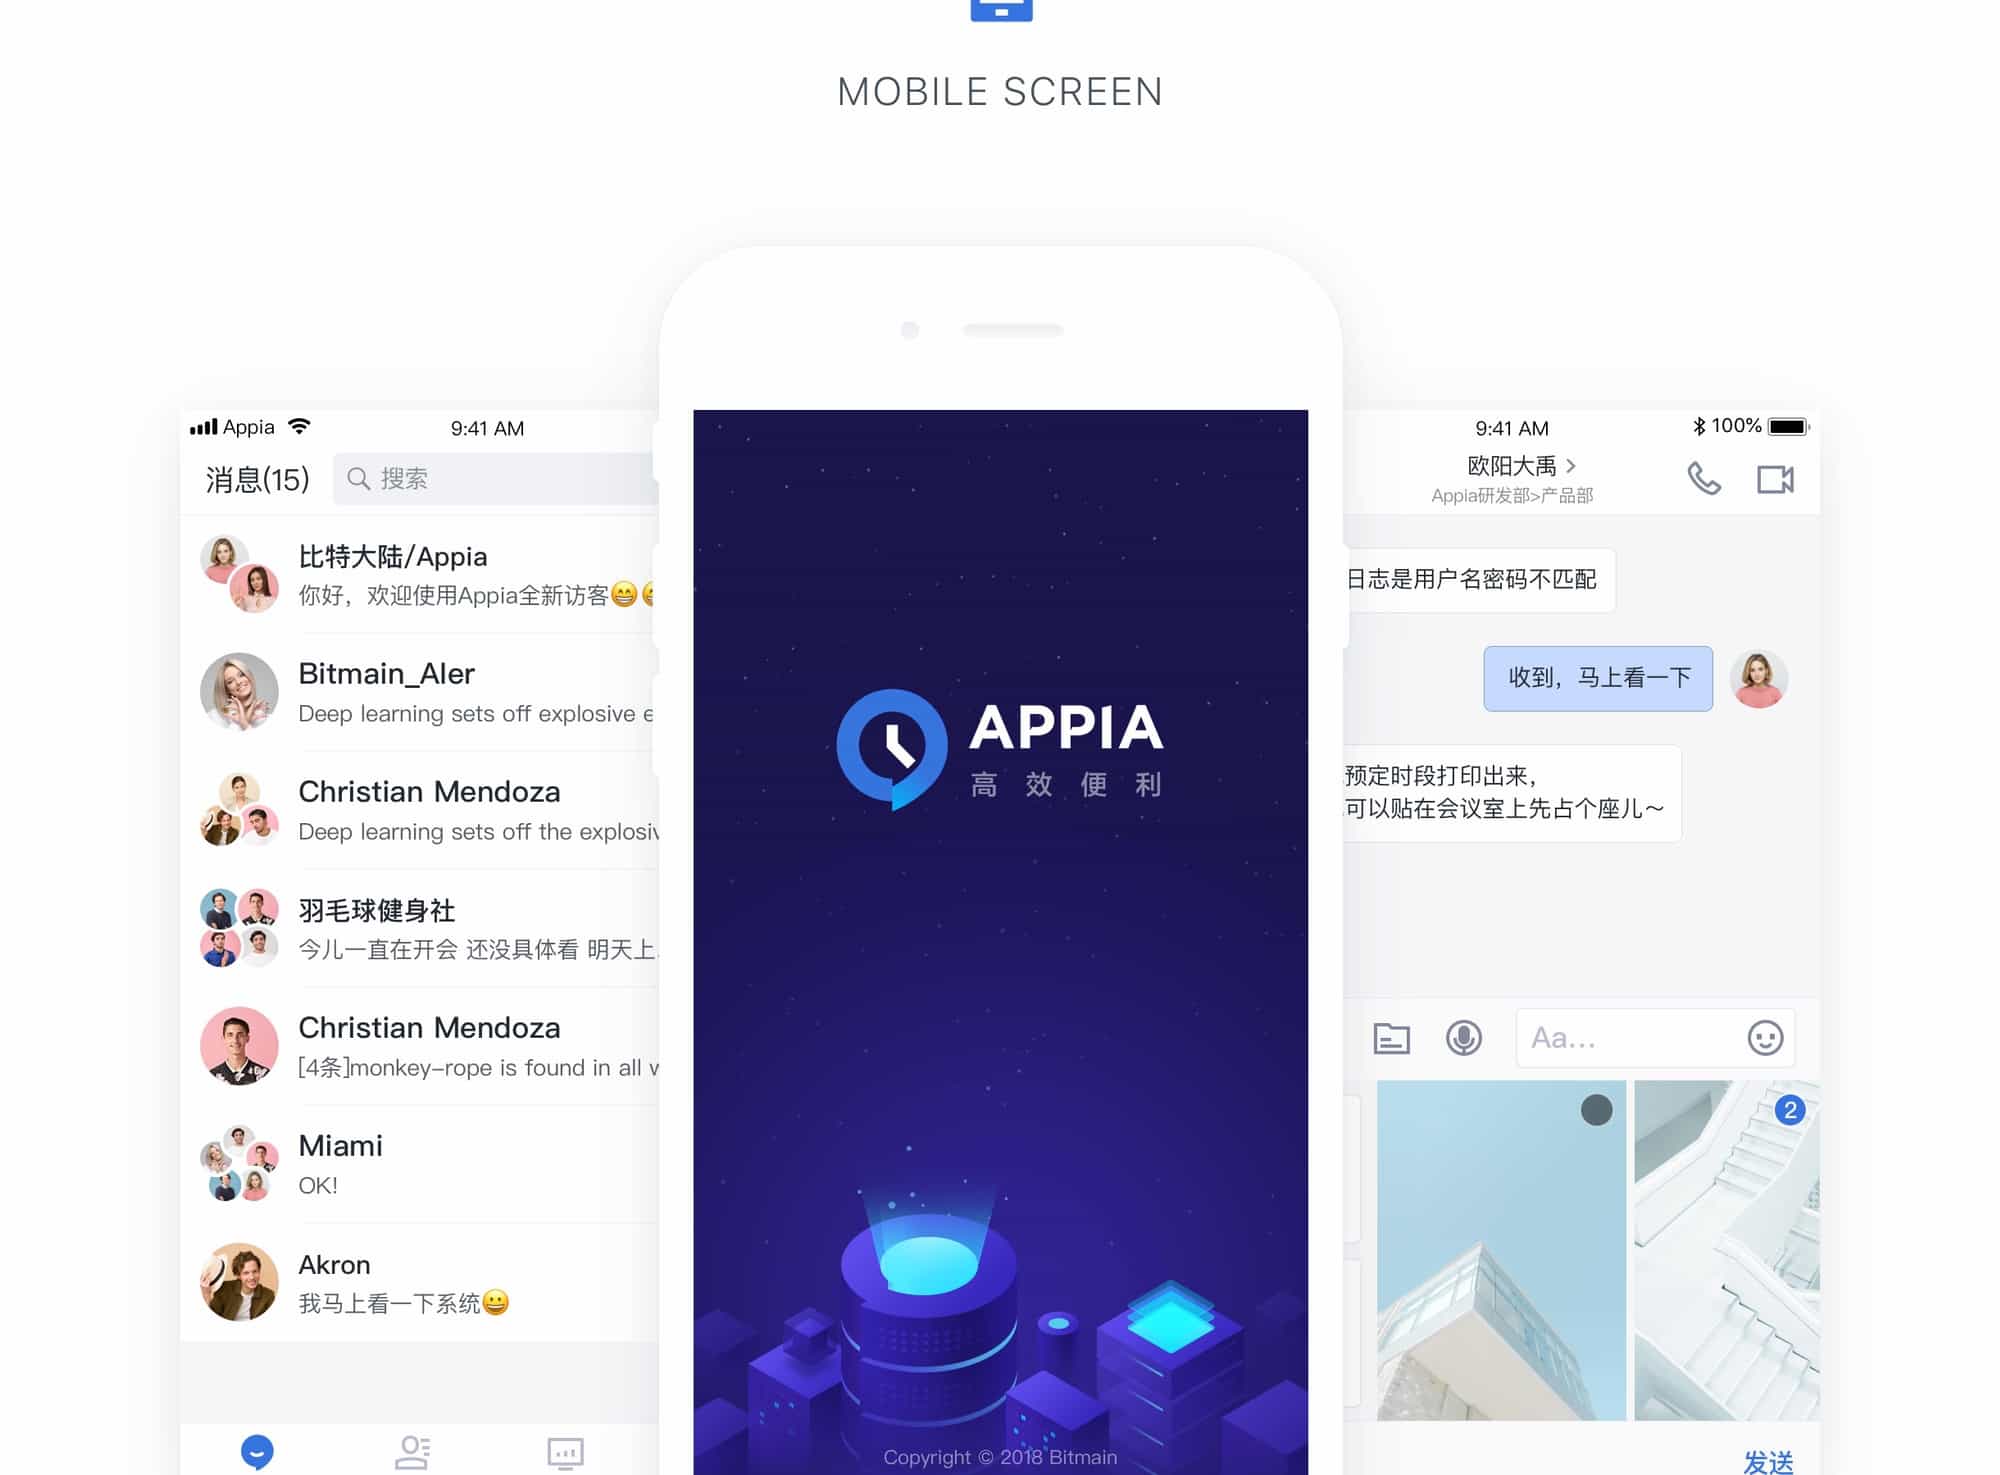 MOBILE SCREEN
Appia
9:41 AM
消息(15)
搜索
比特大陆/Appia
你好，欢迎使用Appia全新访客😁
Bitmain_Aler
Deep learning sets off explosive e
Christian Mendoza
Deep learning sets off the explosiv
羽毛球健身社
今儿一直在开会 还没具体看 明天上
Christian Mendoza
[4条]monkey-rope is found in all w
Miami
OK!
Akron
我马上看一下系统😀
APPIA
高效便利
Copyright © 2018 Bitmain
9:41 AM
100%
欧阳大禹
Appia研发部>产品部
日志是用户名密码不匹配
收到，马上看一下
预定时段打印出来，
可以贴在会议室上先占个座儿～
Aa...
2
发送